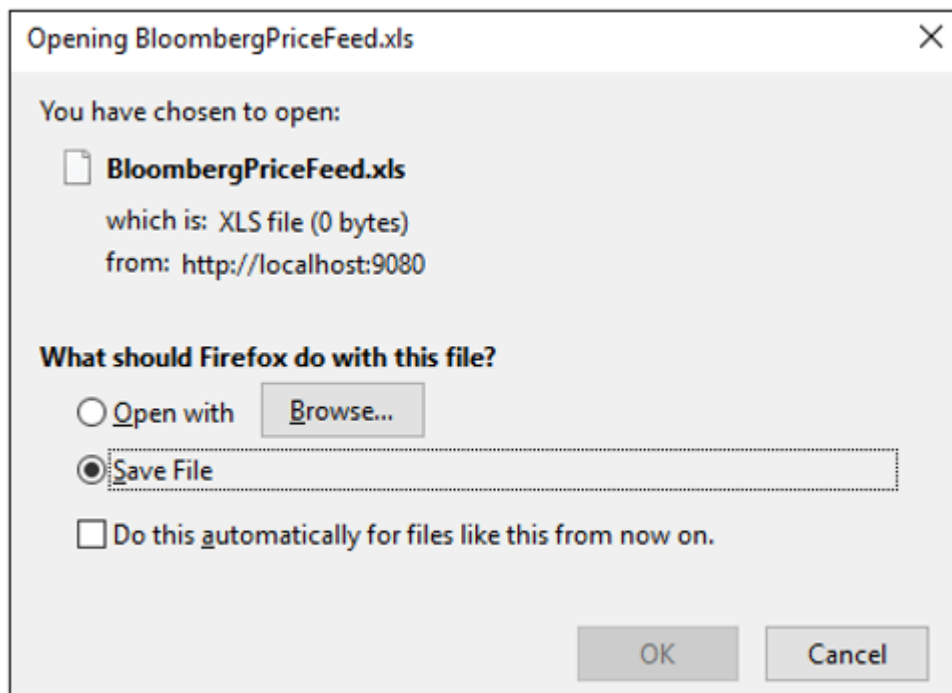 Opening BloombergPriceFeed.xls
You have chosen to open:
BloombergPriceFeed.xls
which is: XLS file (0 bytes)
from: http://localhost:9080
What should Firefox do with this file?
Open with Browse...
Save File
Do this automatically for files like this from now on.
OK Cancel